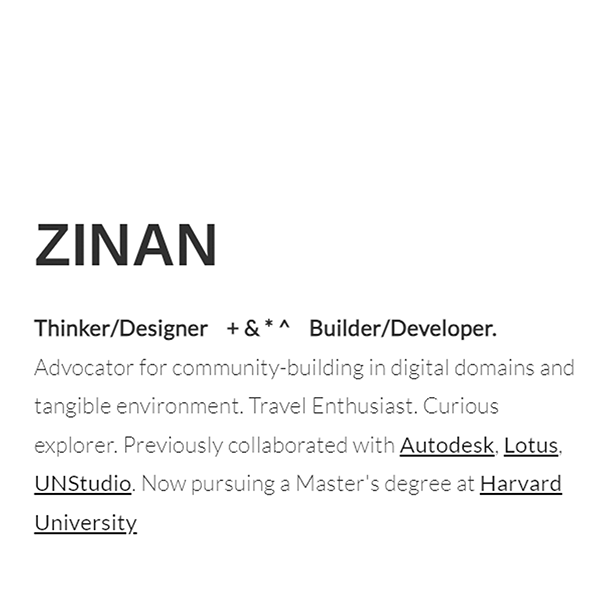 ZINAN
Thinker/Designer + & * ^ Builder/Developer.
Advocator for community-building in digital domains and
tangible environment. Travel Enthusiast. Curious
explorer. Previously collaborated with Autodesk, Lotus,
UNStudio. Now pursuing a Master's degree at Harvard
University